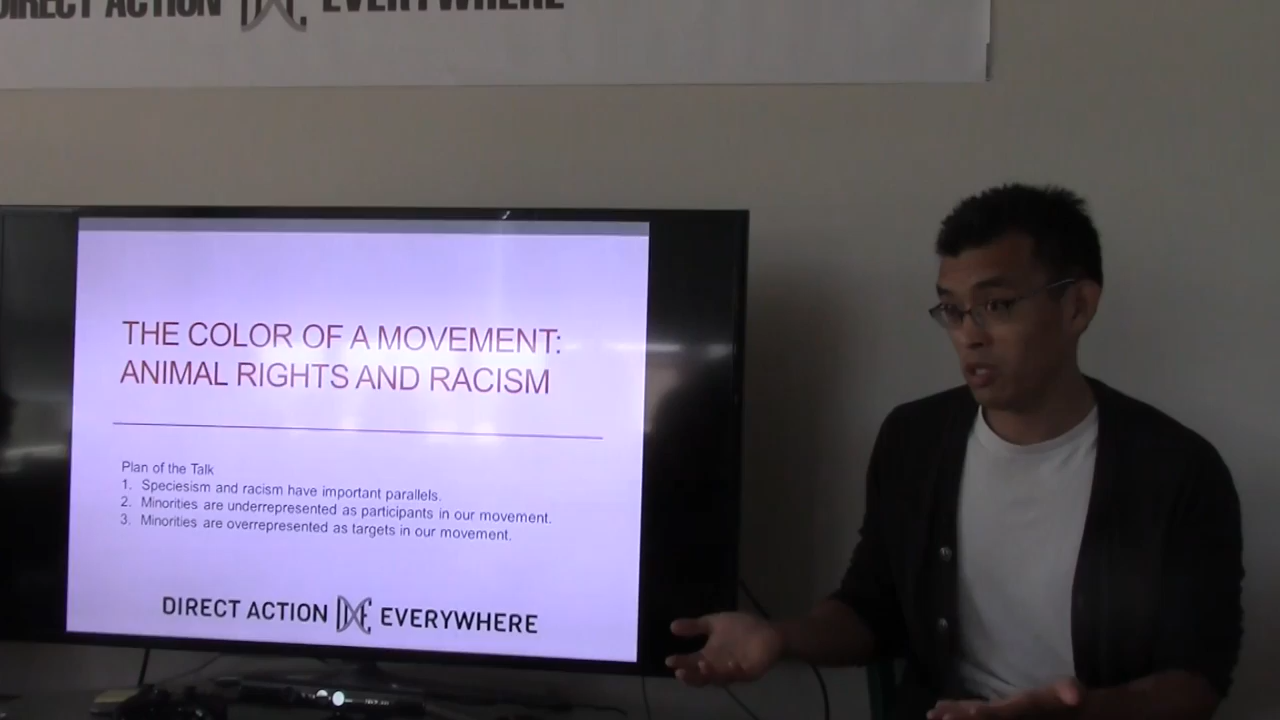 DIRECT ACTION DXE EVERYWHERE
THE COLOR OF A MOVEMENT:
ANIMAL RIGHTS AND RACISM
Plan of the Talk
1. Speciesism and racism have important parallels.
2. Minorities are underrepresented as participants in our movement.
3. Minorities are overrepresented as targets in our movement.
DIRECT ACTION DXE EVERYWHERE